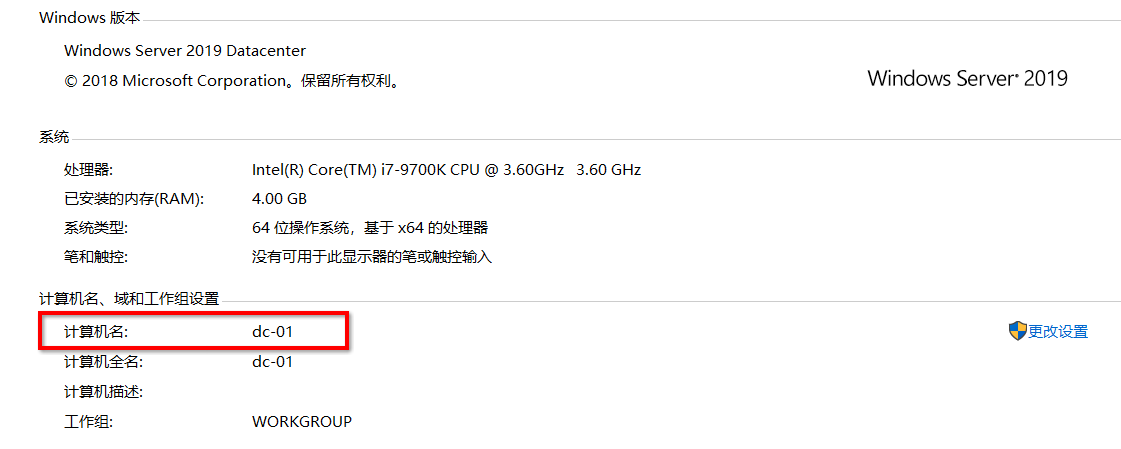 Windows 版本
Windows Server 2019 Datacenter
© 2018 Microsoft Corporation。保留所有权利。
Windows Server® 2019
系统
处理器: Intel(R) Core(TM) i7-9700K CPU @ 3.60GHz 3.60 GHz
已安装的内存(RAM): 4.00 GB
系统类型: 64 位操作系统，基于 x64 的处理器
笔和触控: 没有可用于此显示器的笔或触控输入
计算机名、域和工作组设置
计算机名: dc-01 更改设置
计算机全名: dc-01
计算机描述:
工作组: WORKGROUP